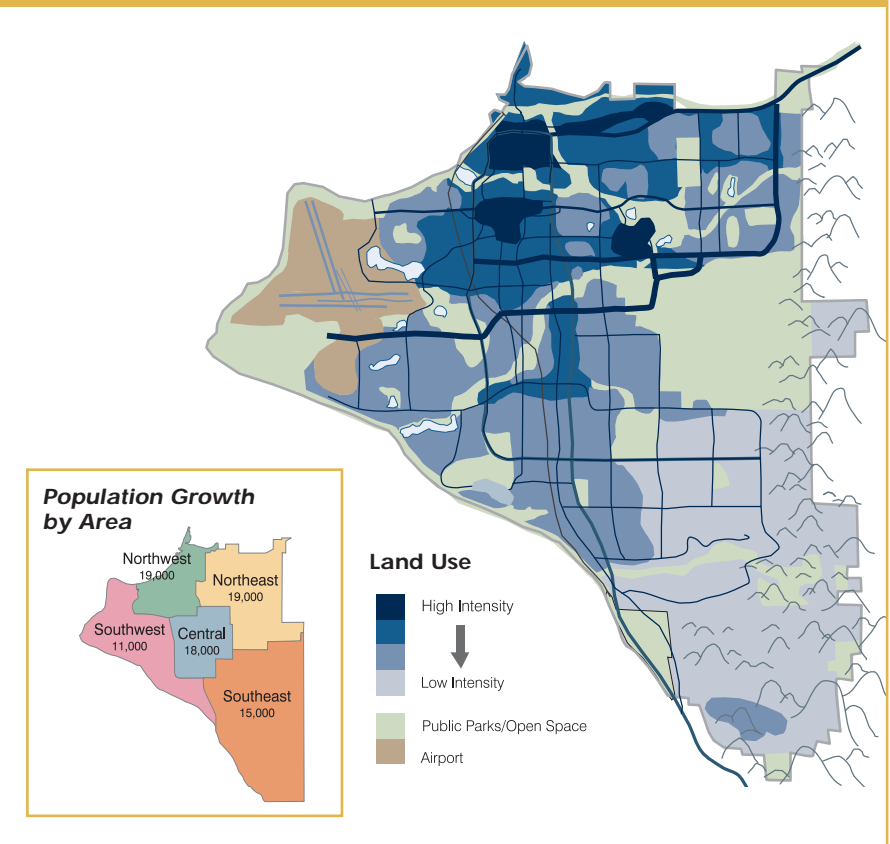 Population Growth
by Area
Northwest
19,000
Northeast
19,000
Southwest
11,000
Central
18,000
Southeast
15,000
Land Use
High Intensity
Low Intensity
Public Parks/Open Space
Airport